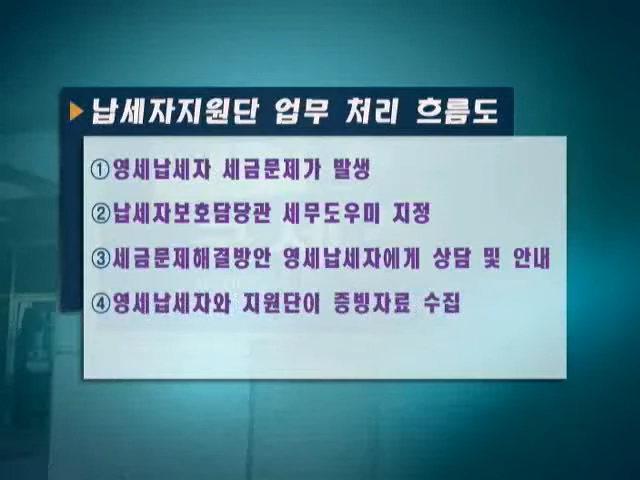 납세자지원단 업무 처리 흐름도
①영세납세자 세금문제가 발생
②납세자보호담당관 세무도우미 지정
③세금문제해결방안 영세납세자에게 상담 및 안내
④영세납세자와 지원단이 증빙자료 수집